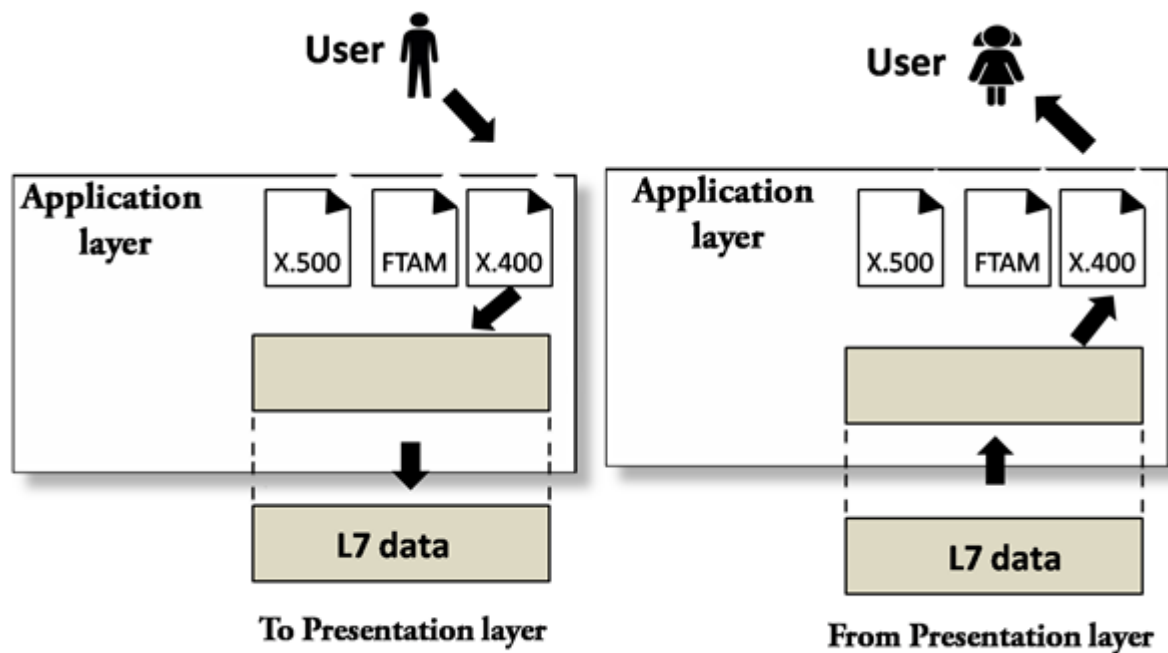 User
Application
layer
X.500 FTAM X.400
L7 data
To Presentation layer
User
Application
layer
X.500 FTAM X.400
L7 data
From Presentation layer